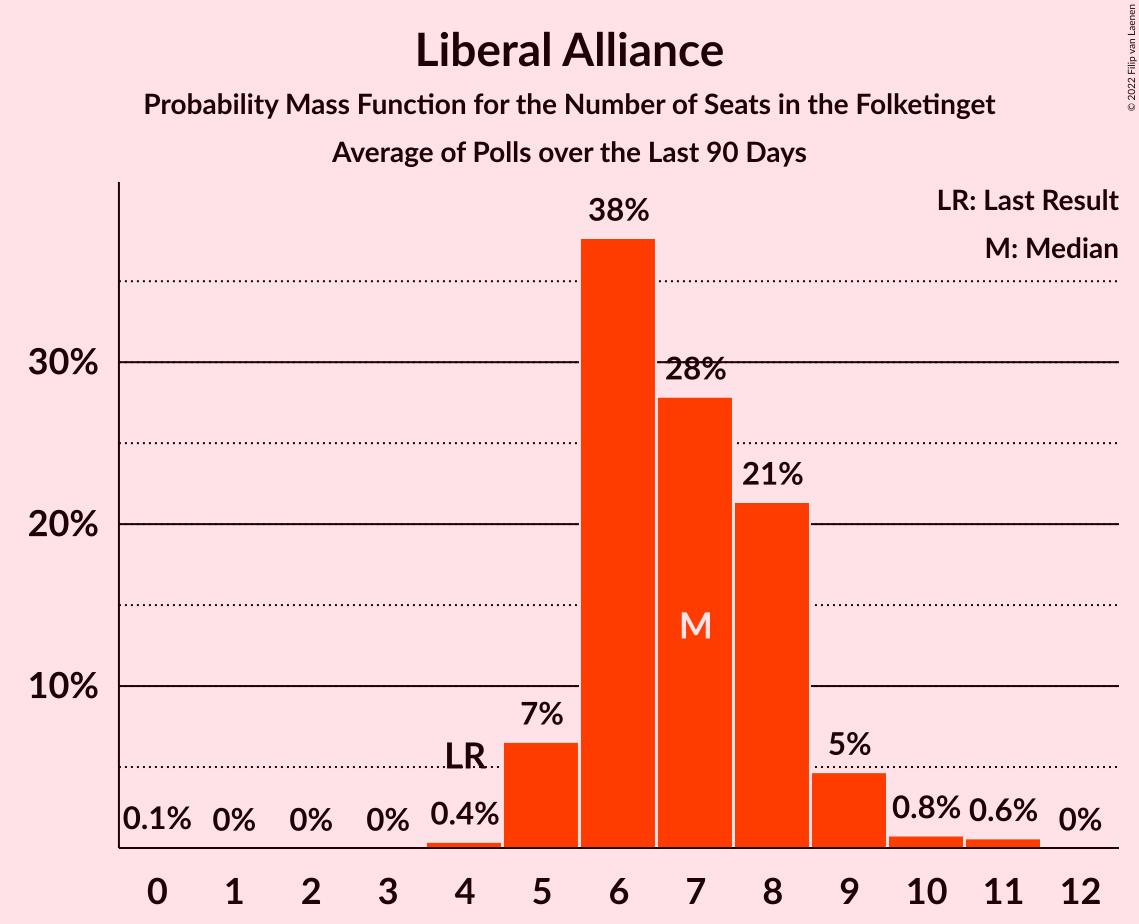 Liberal Alliance
Probability Mass Function for the Number of Seats in the Folketinget
Average of Polls over the Last 90 Days
© 2022 Filip van Laenen
LR: Last Result
M: Median
38%
30%
28%
21%
20%
M
10%
7%
LR
5%
0.1% 0% 0% 0% 0.4% 0.8% 0.6% 0%
0 1 2 3 4 5 6 7 8 9 10 11 12